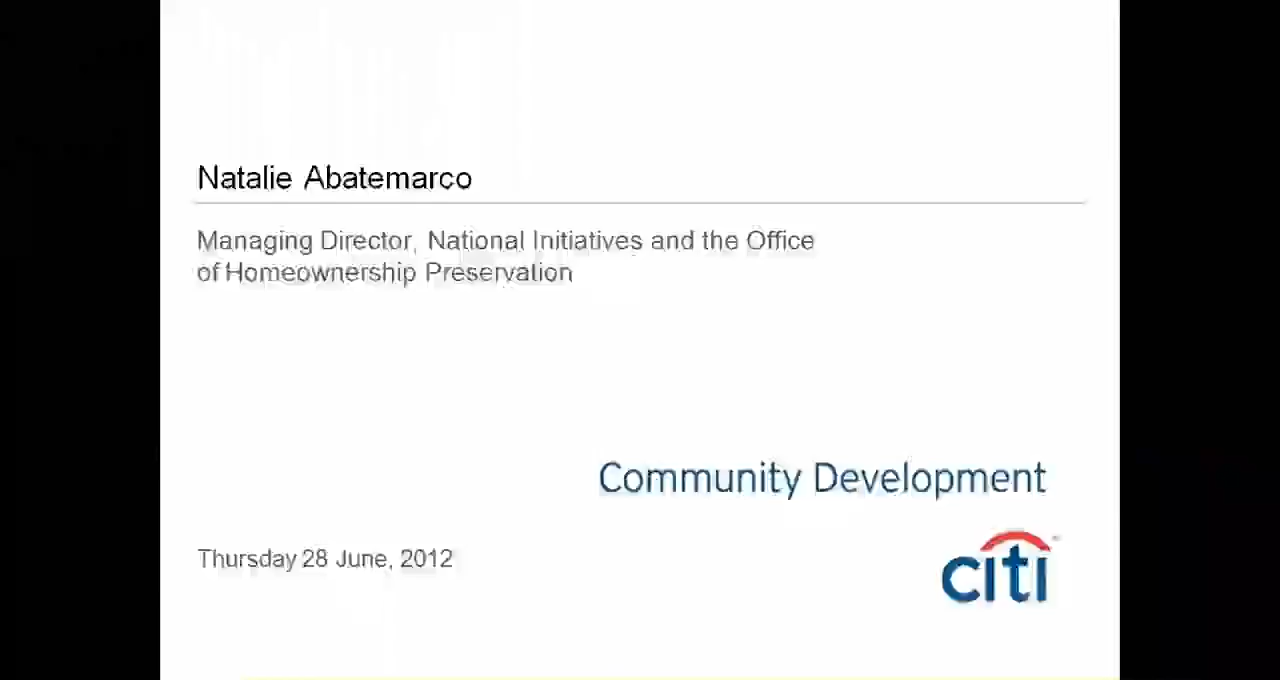 Natalie Abatemarco
Managing Director, National Initiatives and the Office
of Homeownership Preservation
Community Development
Thursday 28 June, 2012
citi